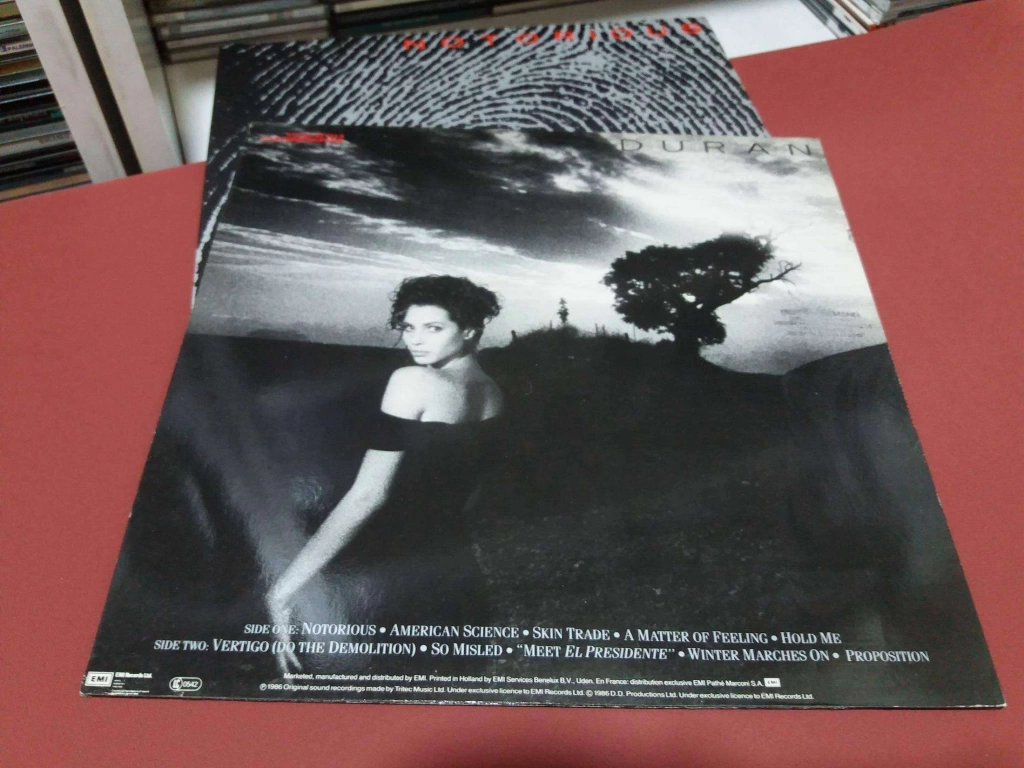 NOTORIOUS
DURAN
SIDE ONE: NOTORIOUS • AMERICAN SCIENCE • SKIN TRADE • A MATTER OF FEELING • HOLD ME
SIDE TWO: VERTIGO (DO THE DEMOLITION) • SO MISLED • "MEET EL PRESIDENTE" • WINTER MARCHES ON • PROPOSITION
Marketed, manufactured and distributed by EMI. Printed in Holland by EMI Services Benelux B.V., Uden. En France: distribution exclusive EMI Pathé Marconi S.A. EMI
℗ 1986 Original sound recordings made by Tritec Music Ltd. Under exclusive licence to EMI Records Ltd. © 1986 D.D. Productions Ltd. Under exclusive licence to EMI Records Ltd.
EMI
0542